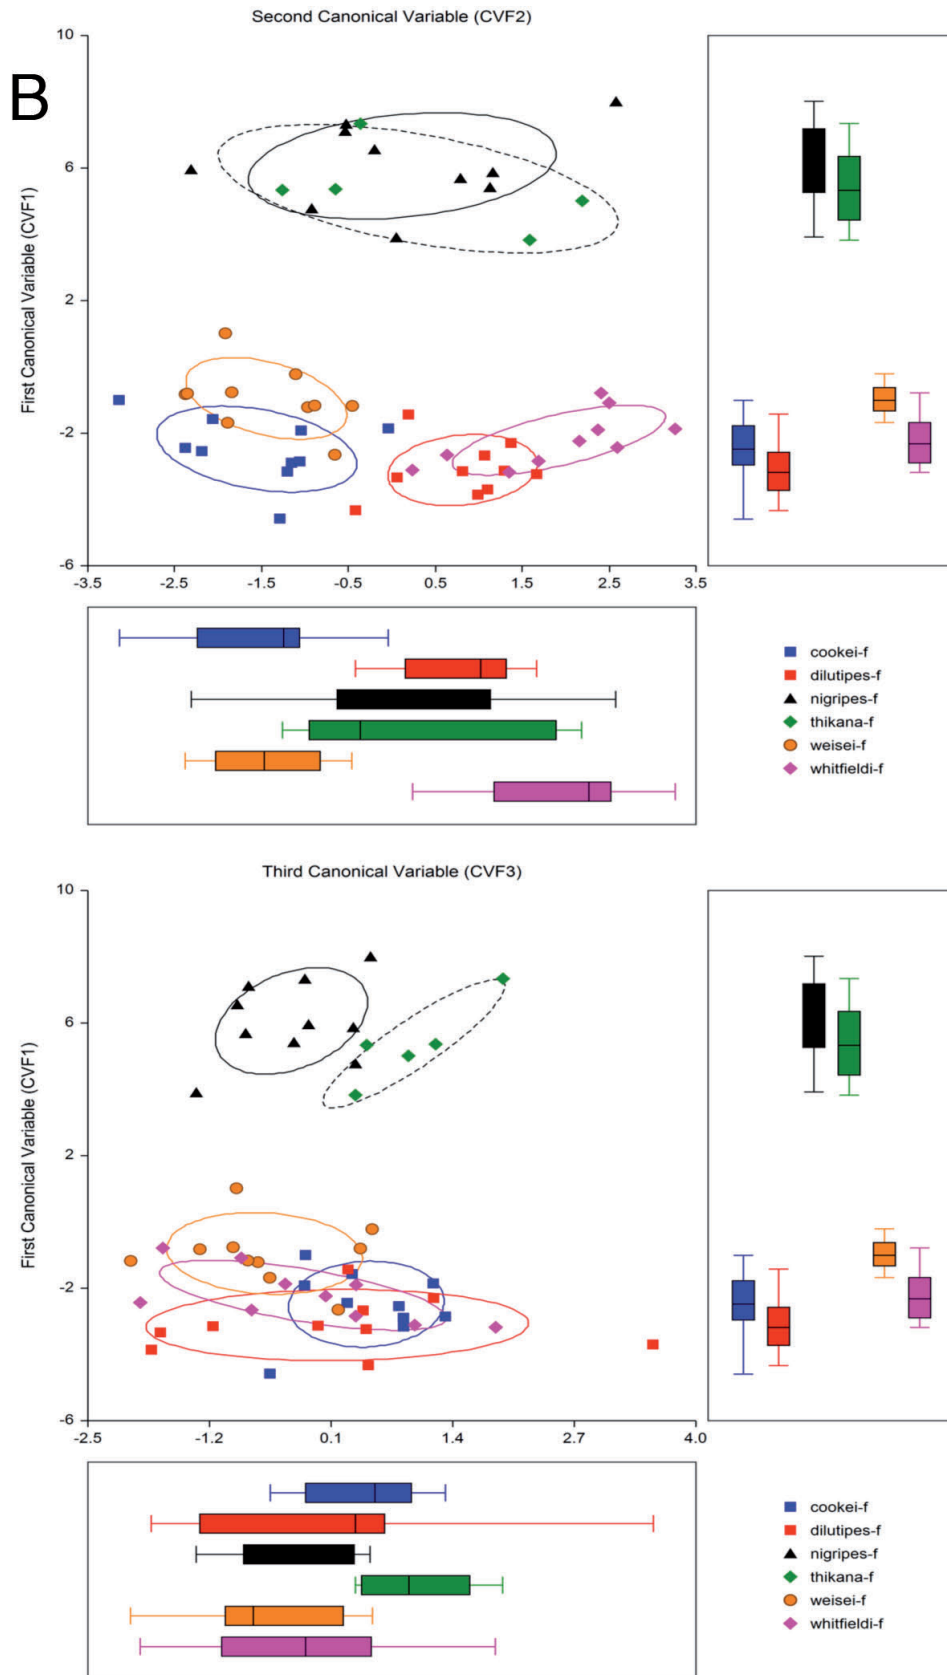 Second Canonical Variable (CVF2)
B
10
6
2
-2
-6
First Canonical Variable (CVF1)
-3.5 -2.5 -1.5 -0.5 0.5 1.5 2.5 3.5
cookei-f
dilutipes-f
nigripes-f
thikana-f
weisei-f
whitfieldi-f
Third Canonical Variable (CVF3)
10
6
2
-2
-6
First Canonical Variable (CVF1)
-2.5 -1.2 0.1 1.4 2.7 4.0
cookei-f
dilutipes-f
nigripes-f
thikana-f
weisei-f
whitfieldi-f